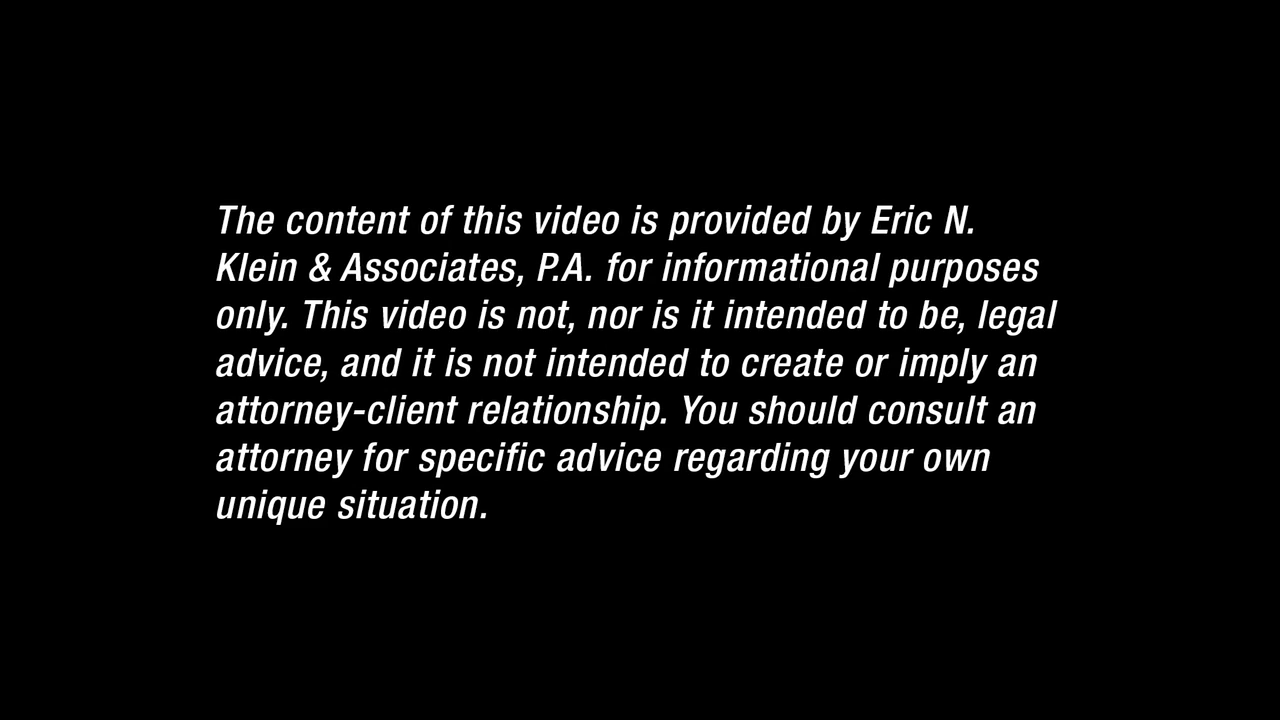 The content of this video is provided by Eric N.
Klein & Associates, P.A. for informational purposes
only. This video is not, nor is it intended to be, legal
advice, and it is not intended to create or imply an
attorney-client relationship. You should consult an
attorney for specific advice regarding your own
unique situation.